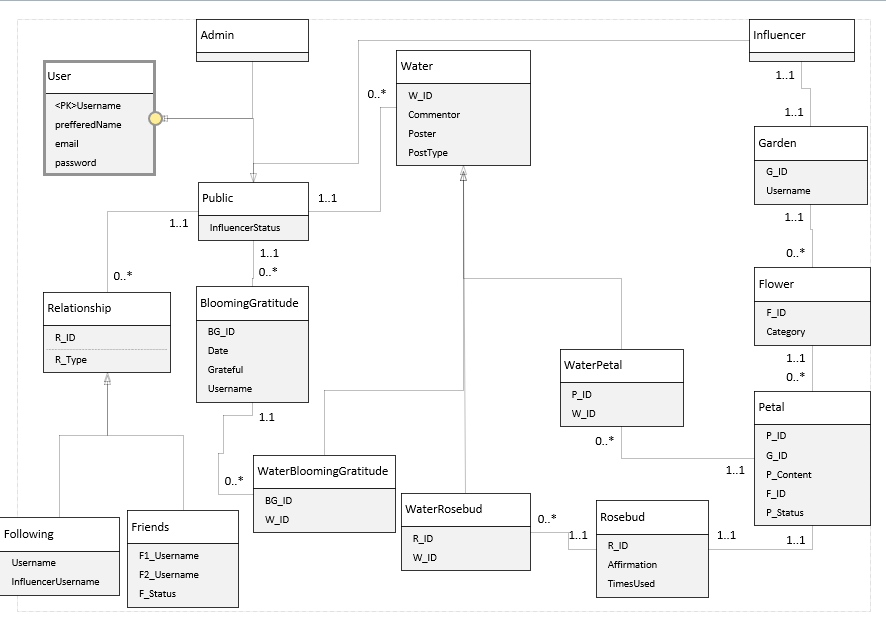 Admin
Influencer
User
<PK>Username
prefferedName
email
password
Water
W_ID
Commentor
Poster
PostType
0..*
1..1
1..1
Garden
G_ID
Username
Public
InfluencerStatus
1..1
1..1
1..1
0..*
1..1
0..*
0..*
Relationship
R_ID
R_Type
BloomingGratitude
BG_ID
Date
Grateful
Username
Flower
F_ID
Category
1..1
0..*
WaterPetal
P_ID
W_ID
Petal
P_ID
G_ID
P_Content
F_ID
P_Status
1.1
0..*
0..*
1..1
WaterBloomingGratitude
BG_ID
W_ID
WaterRosebud
R_ID
W_ID
0..*
1..1
Rosebud
R_ID
Affirmation
TimesUsed
1..1
1..1
Following
Username
InfluencerUsername
Friends
F1_Username
F2_Username
F_Status